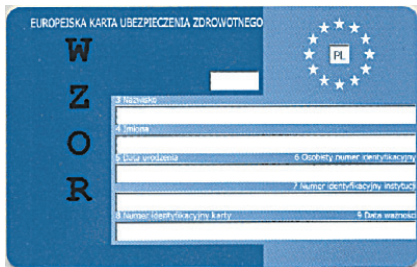 EUROPEJSKA KARTA UBEZPIECZENIA ZDROWOTNEGO
PL
W
Z
O
R
3 Nazwisko
4 Imiona
5 Data urodzenia 6 Osobisty numer identyfikacyjny
7 Numer identyfikacyjny instytucji
8 Numer identyfikacyjny karty 9 Data ważności